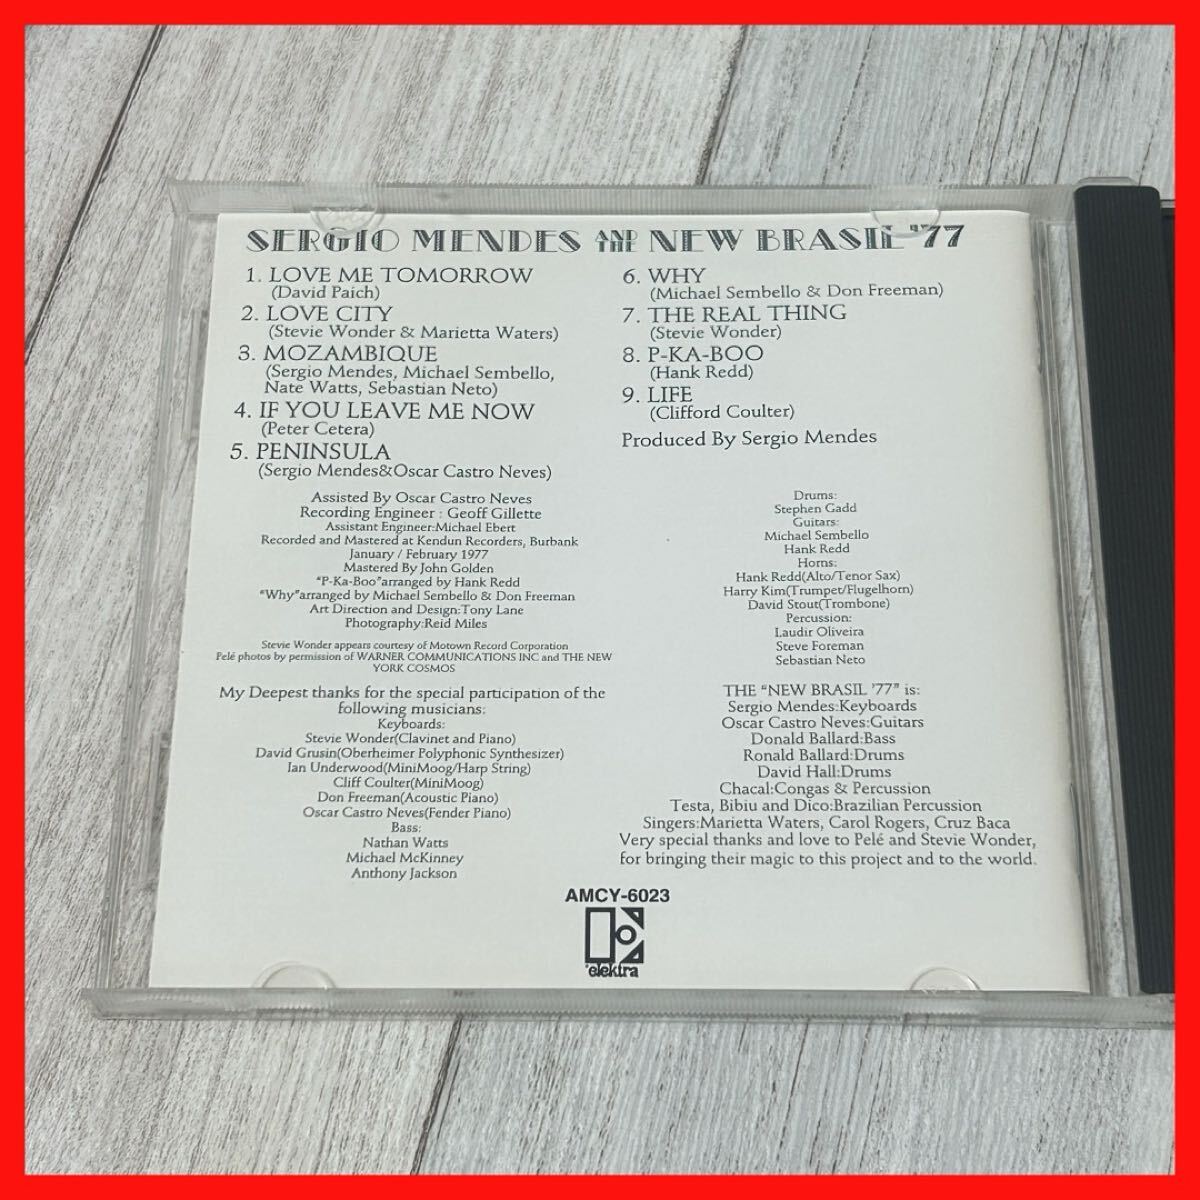 SERGIO MENDES AND THE NEW BRASIL '77
1. LOVE ME TOMORROW
(David Paich)
2. LOVE CITY
(Stevie Wonder & Marietta Waters)
3. MOZAMBIQUE
(Sergio Mendes, Michael Sembello,
Nate Watts, Sebastian Neto)
4. IF YOU LEAVE ME NOW
(Peter Cetera)
5. PENINSULA
(Sergio Mendes&Oscar Castro Neves)
6. WHY
(Michael Sembello & Don Freeman)
7. THE REAL THING
(Stevie Wonder)
8. P-KA-BOO
(Hank Redd)
9. LIFE
(Clifford Coulter)
Produced By Sergio Mendes
Assisted By Oscar Castro Neves
Recording Engineer : Geoff Gillette
Assistant Engineer:Michael Ebert
Recorded and Mastered at Kendun Recorders, Burbank
January / February 1977
Mastered By John Golden
"P-Ka-Boo"arranged by Hank Redd
"Why"arranged by Michael Sembello & Don Freeman
Art Direction and Design:Tony Lane
Photography:Reid Miles
Stevie Wonder appears courtesy of Motown Record Corporation
Pelé photos by permission of WARNER COMMUNICATIONS INC and THE NEW
YORK COSMOS
My Deepest thanks for the special participation of the
following musicians:
Keyboards:
Stevie Wonder(Clavinet and Piano)
David Grusin(Oberheimer Polyphonic Synthesizer)
Ian Underwood(MiniMoog/Harp String)
Cliff Coulter(MiniMoog)
Don Freeman(Acoustic Piano)
Oscar Castro Neves(Fender Piano)
Bass:
Nathan Watts
Michael McKinney
Anthony Jackson
Drums:
Stephen Gadd
Guitars:
Michael Sembello
Hank Redd
Horns:
Hank Redd(Alto/Tenor Sax)
Harry Kim(Trumpet/Flugelhorn)
David Stout(Trombone)
Percussion:
Laudir Oliveira
Steve Foreman
Sebastian Neto
THE "NEW BRASIL '77" is:
Sergio Mendes:Keyboards
Oscar Castro Neves:Guitars
Donald Ballard:Bass
Ronald Ballard:Drums
David Hall:Drums
Chacal:Congas & Percussion
Testa, Bibiu and Dico:Brazilian Percussion
Singers:Marietta Waters, Carol Rogers, Cruz Baca
Very special thanks and love to Pelé and Stevie Wonder,
for bringing their magic to this project and to the world.
AMCY-6023
elektra